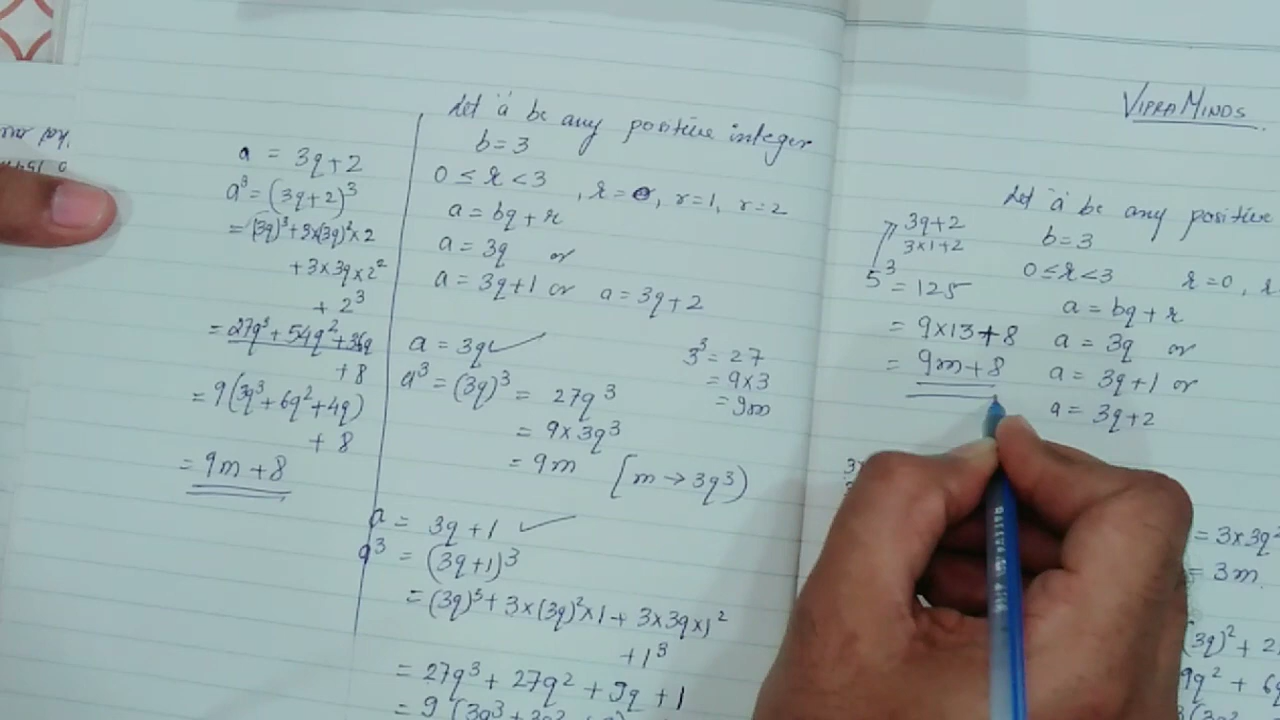 a = 3q+2
a³ = (3q+2)³
= (3q)³+3×(3q)²×2
+3×3q×2²
+ 2³
= 27q³+54q²+36q
+8
= 9(3q³+6q²+4q)
+ 8
= 9m+8
Let 'a' be any positive integer
b=3
0 ≤ r < 3 , r=0, r=1, r=2
a=bq+r
a=3q or
a=3q+1 or a=3q+2
a=3q ✓
a³=(3q)³ = 27q³
= 9×3q³
= 9m [m→3q³)
3³ = 27
= 9×3
= 9m
a = 3q+1 ✓
a³ = (3q+1)³
= (3q)³+3×(3q)²×1+3×3q×1²
+1³
= 27q³+27q²+9q+1
VIPRA MINDS.
Let 'a' be any positive
b=3
0≤r<3 r=0,
a=bq+r
a=3q or
a=3q+1 or
a=3q+2
3q+2
3×1+2
5³ = 125
= 9×13+8
= 9m+8
= 3×3q²
= 3m.
(3q)²+2